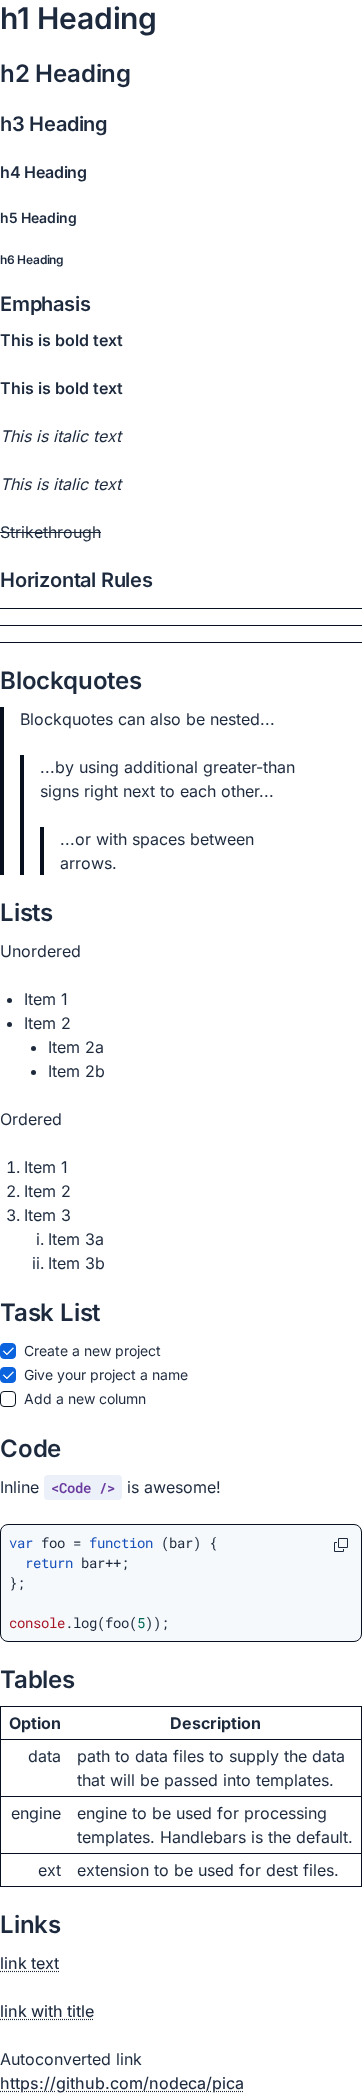 h1 Heading
h2 Heading
h3 Heading
h4 Heading
h5 Heading
h6 Heading
Emphasis
This is bold text
This is bold text
This is italic text
This is italic text
Strikethrough
Horizontal Rules
Blockquotes
Blockquotes can also be nested...
...by using additional greater-than
signs right next to each other...
...or with spaces between
arrows.
Lists
Unordered
• Item 1
• Item 2
• Item 2a
• Item 2b
Ordered
1. Item 1
2. Item 2
3. Item 3
i. Item 3a
ii. Item 3b
Task List
Create a new project
Give your project a name
Add a new column
Code
Inline <Code /> is awesome!
var foo = function (bar) {
  return bar++;
};
console.log(foo(5));
Tables
Option Description
data path to data files to supply the data
that will be passed into templates.
engine engine to be used for processing
templates. Handlebars is the default.
ext extension to be used for dest files.
Links
link text
link with title
Autoconverted link
https://github.com/nodeca/pica